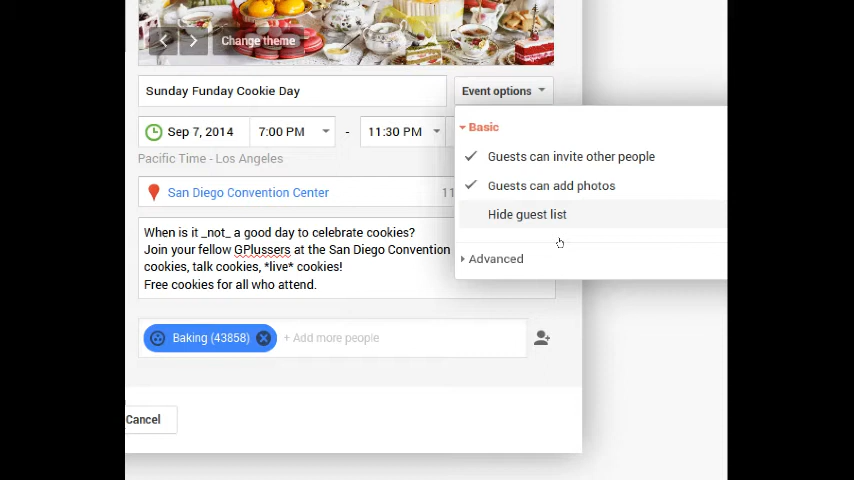 Change theme
Sunday Funday Cookie Day
Event options
Sep 7, 2014
7:00 PM
-
11:30 PM
Basic
Guests can invite other people
Guests can add photos
Hide guest list
Advanced
Pacific Time - Los Angeles
San Diego Convention Center
11
When is it _not_ a good day to celebrate cookies?
Join your fellow GPlussers at the San Diego Convention
cookies, talk cookies, *live* cookies!
Free cookies for all who attend.
Baking (43858)
+ Add more people
Cancel